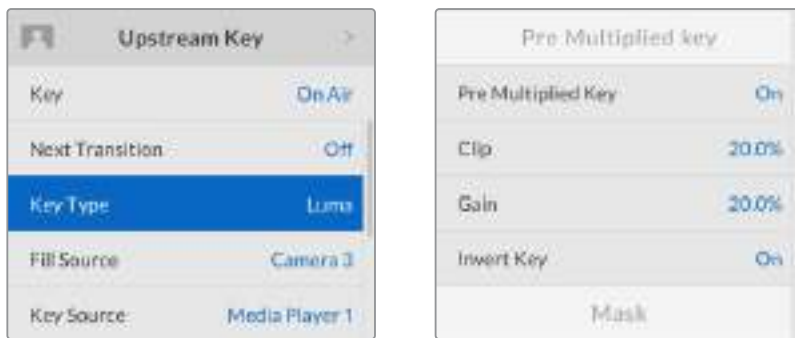 Upstream Key
Key On Air
Next Transition Off
Key Type Luma
Fill Source Camera 3
Key Source Media Player 1
Pre Multiplied key
Pre Multiplied Key On
Clip 20.0%
Gain 20.0%
Invert Key On
Mask